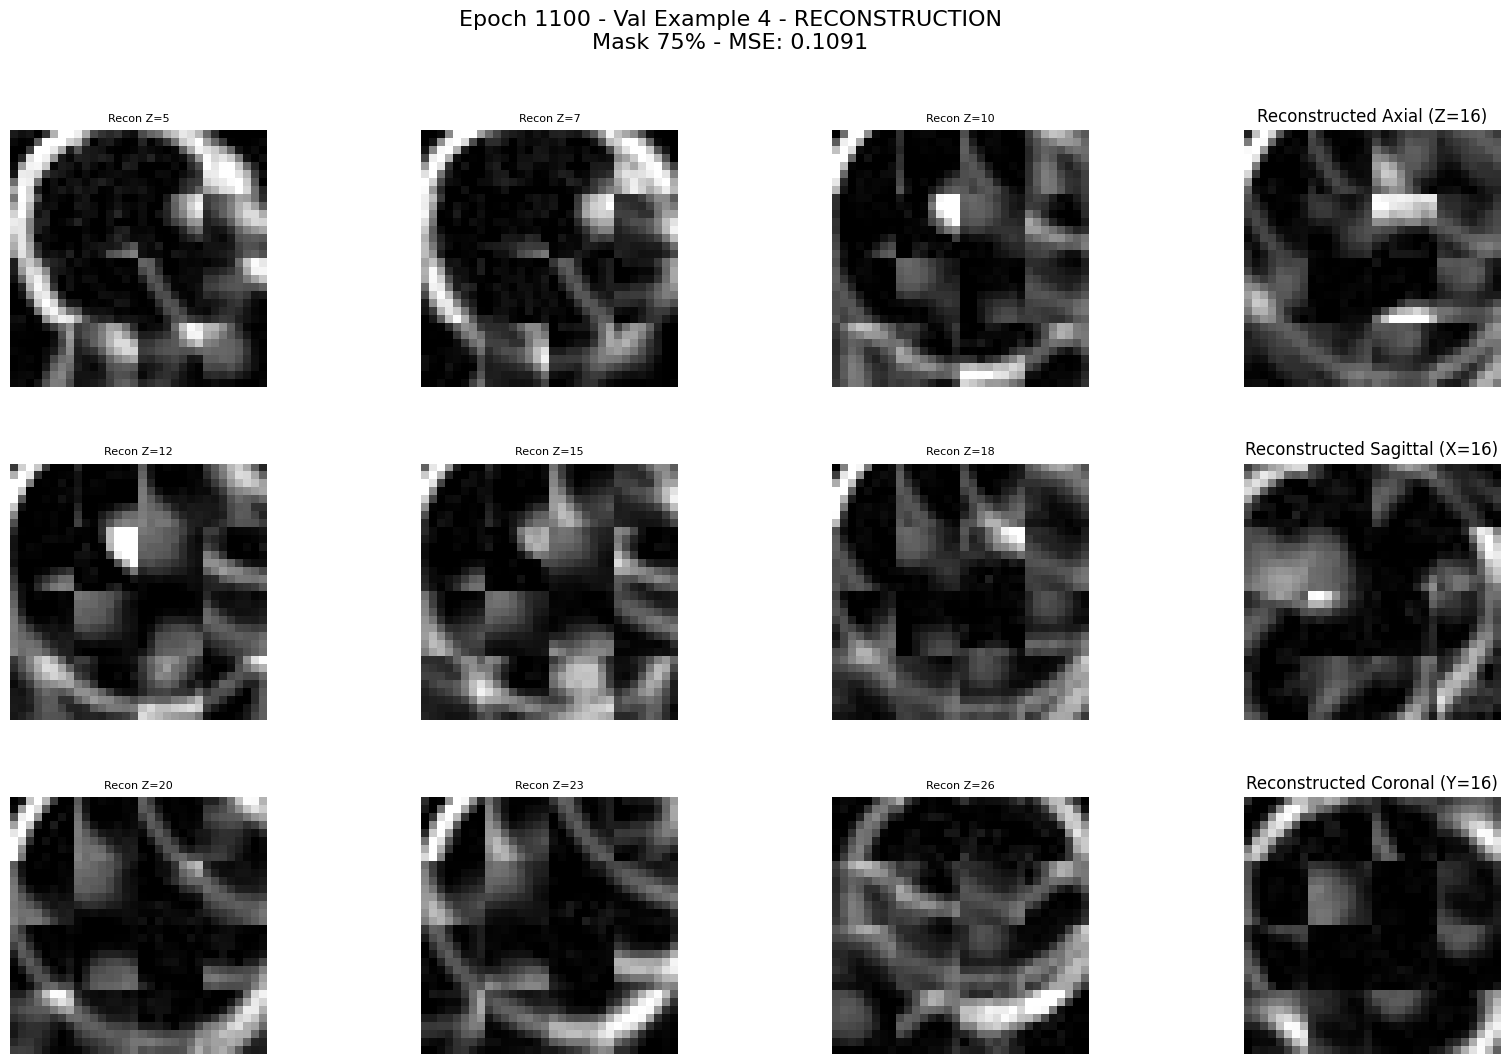 Epoch 1100 - Val Example 4 - RECONSTRUCTION
Mask 75% - MSE: 0.1091
Recon Z=5
Recon Z=7
Recon Z=10
Reconstructed Axial (Z=16)
Recon Z=12
Recon Z=15
Recon Z=18
Reconstructed Sagittal (X=16)
Recon Z=20
Recon Z=23
Recon Z=26
Reconstructed Coronal (Y=16)